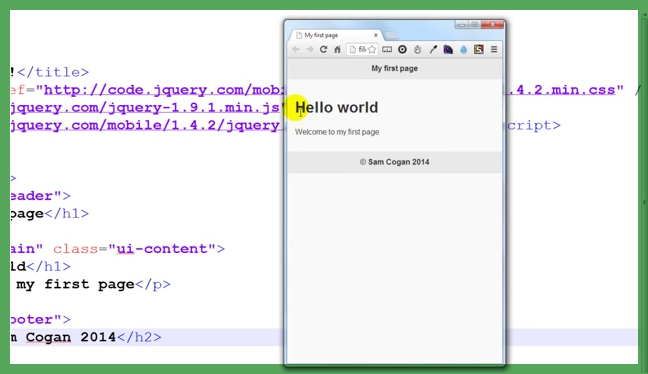 My first page
fil
My first page
Hello world
Welcome to my first page
© Sam Cogan 2014
!</title>
ef="http://code.jquery.com/mobi .4.2.min.css" /
jquery.com/jquery-1.9.1.min.js
jquery.com/mobile/1.4.2/jquery cript>
>
eader">
page</h1>
ain" class="ui-content">
ld</h1>
my first page</p>
ooter">
m Cogan 2014</h2>